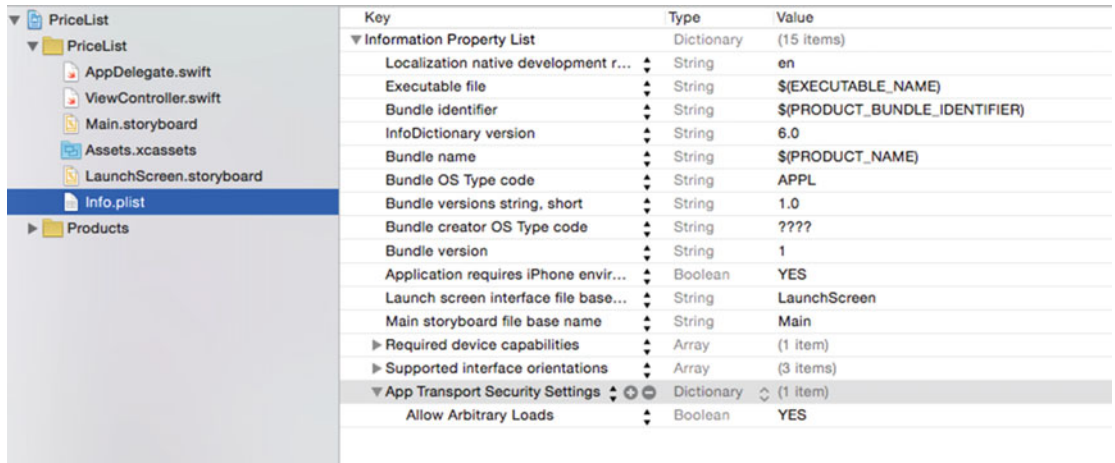 PriceList
PriceList
AppDelegate.swift
ViewController.swift
Main.storyboard
Assets.xcassets
LaunchScreen.storyboard
Info.plist
Products
Key Type Value
Information Property List Dictionary (15 items)
Localization native development r... String en
Executable file String $(EXECUTABLE_NAME)
Bundle identifier String $(PRODUCT_BUNDLE_IDENTIFIER)
InfoDictionary version String 6.0
Bundle name String $(PRODUCT_NAME)
Bundle OS Type code String APPL
Bundle versions string, short String 1.0
Bundle creator OS Type code String ????
Bundle version String 1
Application requires iPhone envir... Boolean YES
Launch screen interface file base... String LaunchScreen
Main storyboard file base name String Main
Required device capabilities Array (1 item)
Supported interface orientations Array (3 items)
App Transport Security Settings Dictionary (1 item)
Allow Arbitrary Loads Boolean YES